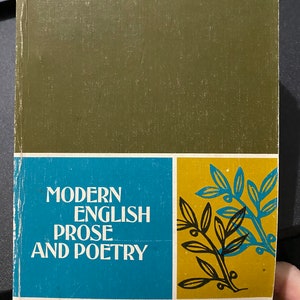 MODERN
ENGLISH
PROSE
AND POETRY